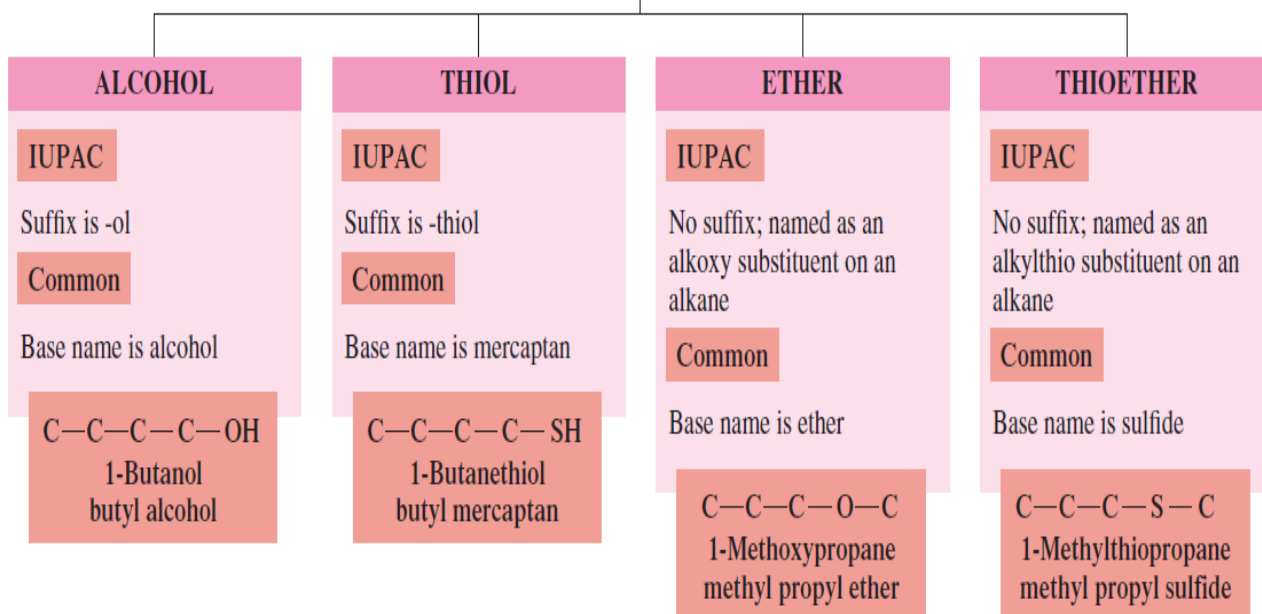 ALCOHOL
IUPAC
Suffix is -ol
Common
Base name is alcohol
C—C—C—C—OH
1-Butanol
butyl alcohol
THIOL
IUPAC
Suffix is -thiol
Common
Base name is mercaptan
C—C—C—C—SH
1-Butanethiol
butyl mercaptan
ETHER
IUPAC
No suffix; named as an
alkoxy substituent on an
alkane
Common
Base name is ether
C—C—C—O—C
1-Methoxypropane
methyl propyl ether
THIOETHER
IUPAC
No suffix; named as an
alkylthio substituent on an
alkane
Common
Base name is sulfide
C—C—C—S—C
1-Methylthiopropane
methyl propyl sulfide